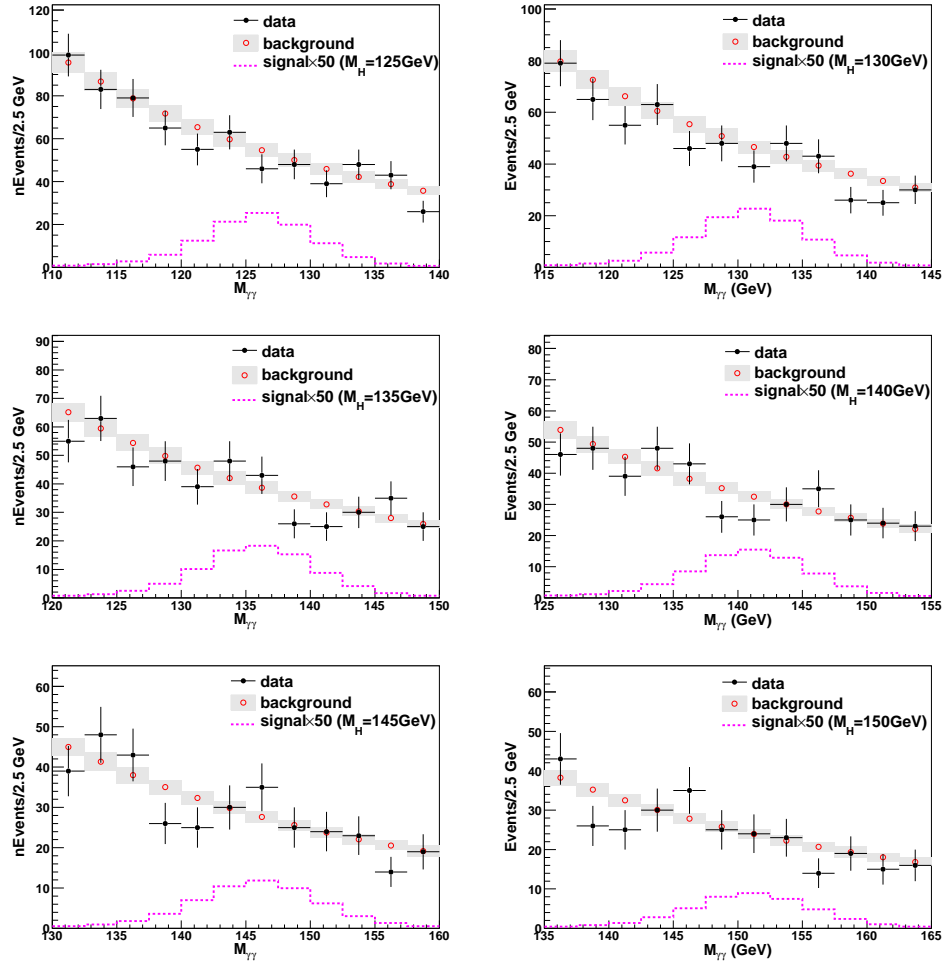 nEvents/2.5 GeV
120
100
80
60
40
20
0
data
background
signal×50 (M_H=125GeV)
110 115 120 125 130 135 140
M_γγ
Events/2.5 GeV
100
80
60
40
20
0
data
background
signal×50 (M_H=130GeV)
115 120 125 130 135 140 145
M_γγ (GeV)
nEvents/2.5 GeV
90
80
70
60
50
40
30
20
10
0
data
background
signal×50 (M_H=135GeV)
120 125 130 135 140 145 150
M_γγ
Events/2.5 GeV
80
70
60
50
40
30
20
10
0
data
background
signal×50 (M_H=140GeV)
125 130 135 140 145 150 155
M_γγ (GeV)
nEvents/2.5 GeV
60
50
40
30
20
10
0
data
background
signal×50 (M_H=145GeV)
130 135 140 145 150 155 160
M_γγ
Events/2.5 GeV
60
50
40
30
20
10
0
data
background
signal×50 (M_H=150GeV)
135 140 145 150 155 160 165
M_γγ (GeV)